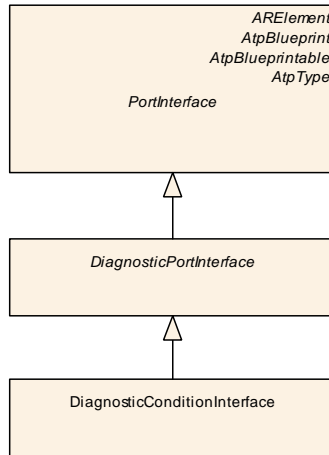 ARElement
AtpBlueprint
AtpBlueprintable
AtpType
PortInterface
DiagnosticPortInterface
DiagnosticConditionInterface